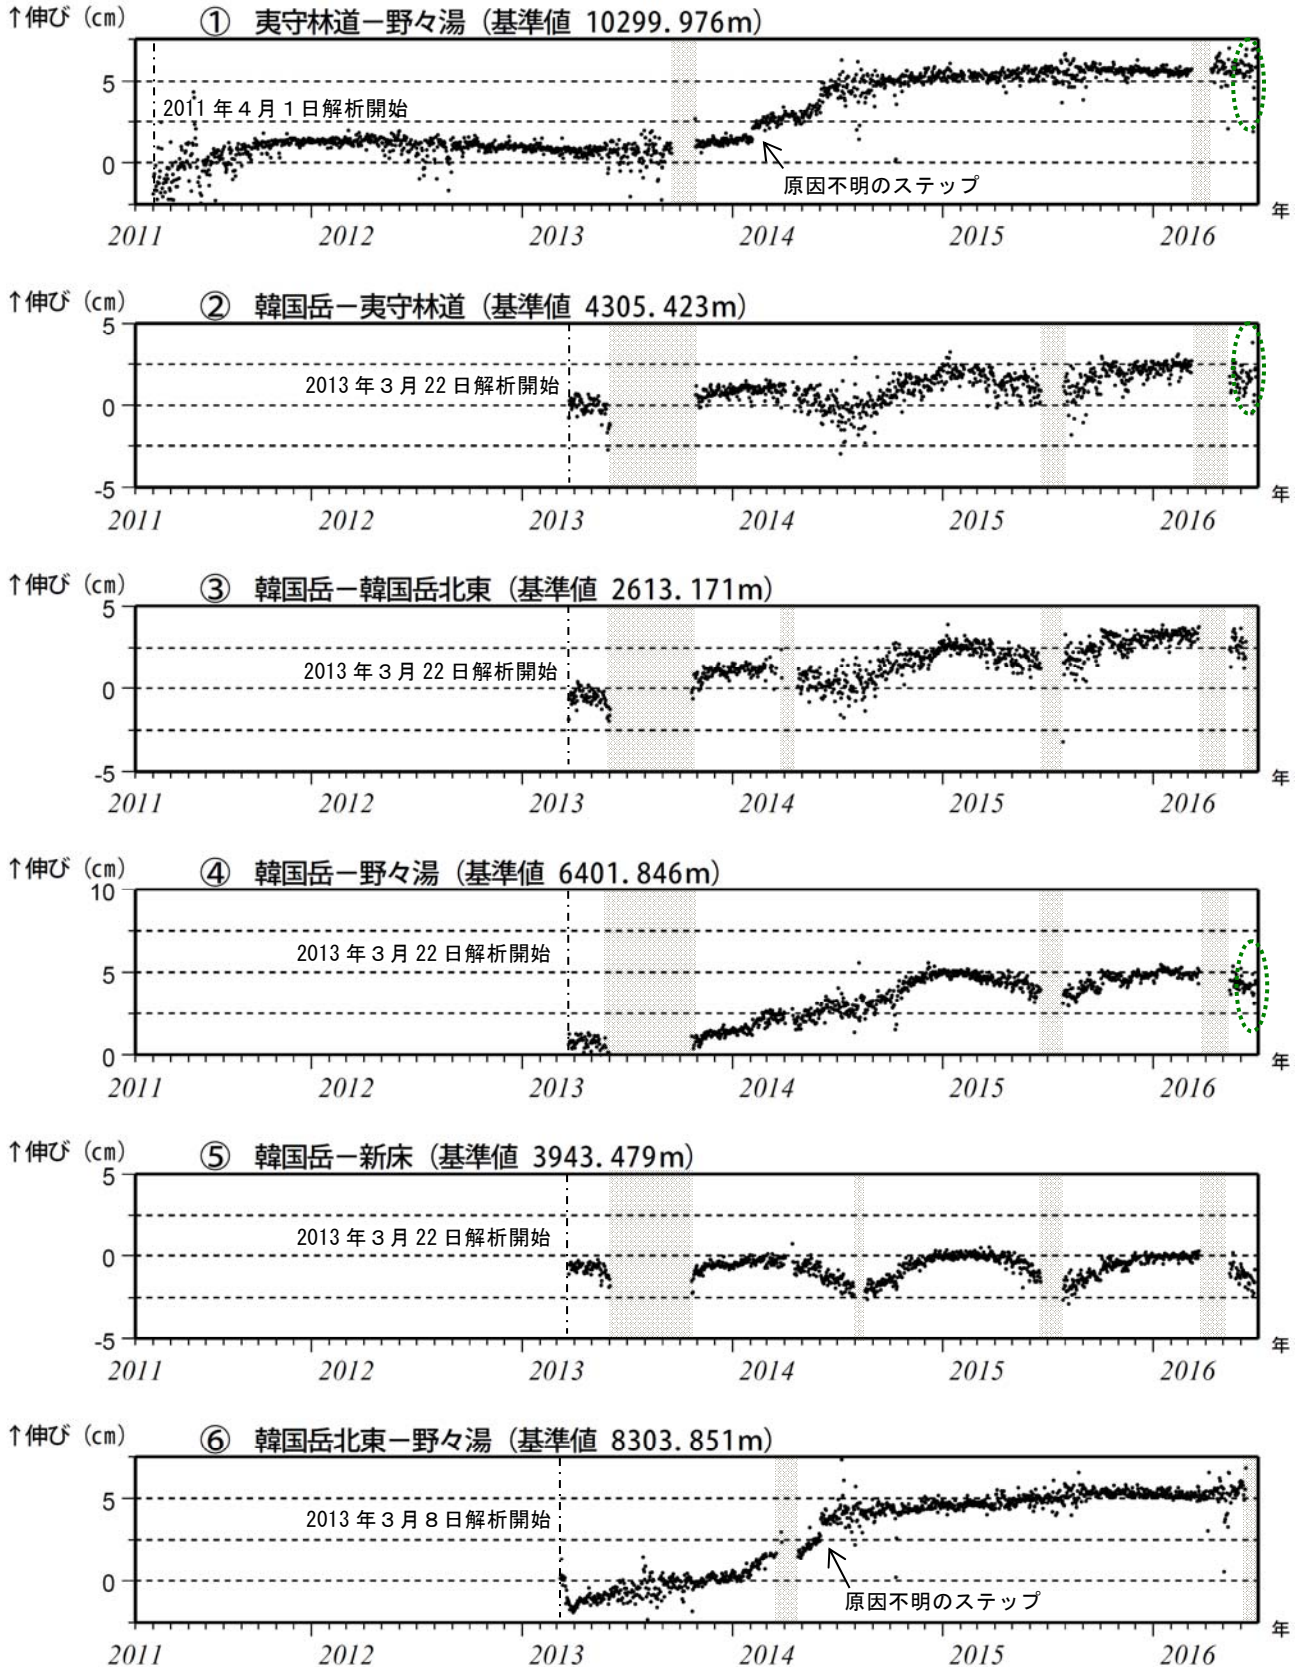 ↑伸び (cm) ① 夷守林道－野々湯 (基準値 10299.976m)
5
2011年4月1日解析開始
0
原因不明のステップ
年
2011 2012 2013 2014 2015 2016
↑伸び (cm) ② 韓国岳－夷守林道 (基準値 4305.423m)
5
2013年3月22日解析開始
0
-5
年
2011 2012 2013 2014 2015 2016
↑伸び (cm) ③ 韓国岳－韓国岳北東 (基準値 2613.171m)
5
2013年3月22日解析開始
0
-5
年
2011 2012 2013 2014 2015 2016
↑伸び (cm) ④ 韓国岳－野々湯 (基準値 6401.846m)
10
2013年3月22日解析開始
5
0
年
2011 2012 2013 2014 2015 2016
↑伸び (cm) ⑤ 韓国岳－新床 (基準値 3943.479m)
5
2013年3月22日解析開始
0
-5
年
2011 2012 2013 2014 2015 2016
↑伸び (cm) ⑥ 韓国岳北東－野々湯 (基準値 8303.851m)
5
2013年3月8日解析開始
0
原因不明のステップ
年
2011 2012 2013 2014 2015 2016